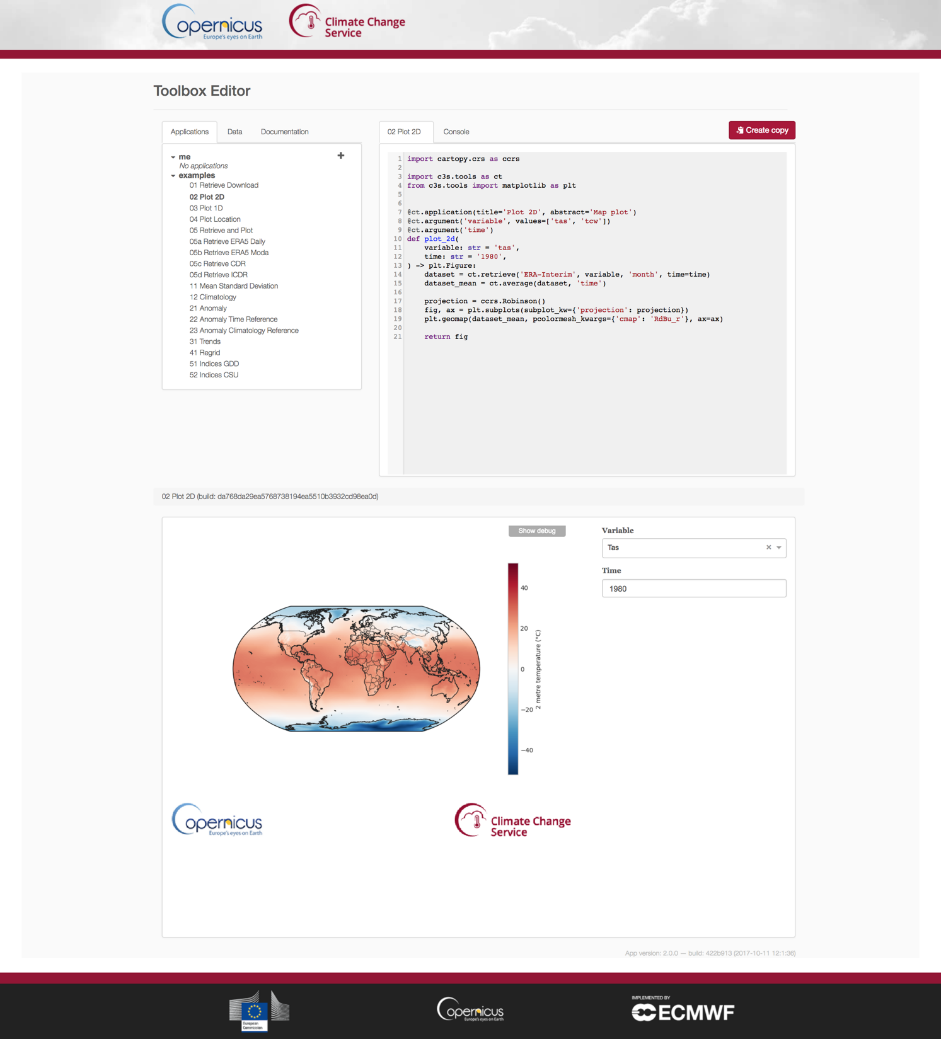 opernicus
Europe's eyes on Earth
Climate Change
Service
Toolbox Editor
Applications Data Documentation
me
No applications
examples
01 Retrieve Download
02 Plot 2D
03 Plot 1D
04 Plot Location
05 Retrieve and Plot
05a Retrieve ERA5 Daily
05b Retrieve ERA5 Moda
05c Retrieve CDR
05d Retrieve ICDR
11 Mean Standard Deviation
12 Climatology
21 Anomaly
22 Anomaly Time Reference
23 Anomaly Climatology Reference
31 Trends
41 Regrid
51 Indices GDD
52 Indices CSU
02 Plot 2D Console
Create copy
1 import cartopy.crs as ccrs
2
3 import c3s.tools as ct
4 from c3s.tools import matplotlib as plt
5
6
7 @ct.application(title='Plot 2D', abstract='Map plot')
8 @ct.argument('variable', values=['tas', 'tcw'])
9 @ct.argument('time')
10 def plot_2d(
11     variable: str = 'tas',
12     time: str = '1980',
13 ) -> plt.Figure:
14     dataset = ct.retrieve('ERA-Interim', variable, 'month', time=time)
15     dataset_mean = ct.average(dataset, 'time')
16
17     projection = ccrs.Robinson()
18     fig, ax = plt.subplots(subplot_kw={'projection': projection})
19     plt.geomap(dataset_mean, pcolormesh_kwargs={'cmap': 'RdBu_r'}, ax=ax)
20
21     return fig
02 Plot 2D (build: da768da29ea5768738194ea5510b3932cd98ea0d)
Show debug
Variable
Tas
Time
1980
40
20
0
−20
−40
2 metre temperature (°C)
opernicus
Europe's eyes on Earth
Climate Change
Service
App version: 2.0.0 — build: 422b913 (2017-10-11 12:1:36)
European
Commission
opernicus
Europe's eyes on Earth
IMPLEMENTED BY
ECMWF